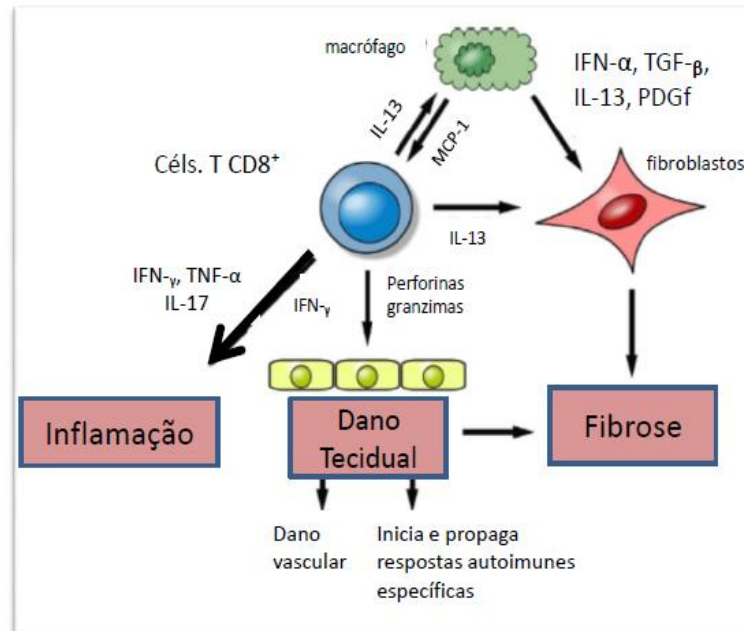 macrófago
IFN-α, TGF-β,
IL-13, PDGf
IL-13
MCP-1
Céls. T CD8⁺
fibroblastos
IL-13
IFN-γ, TNF-α
IL-17
IFN-γ
Perforinas
granzimas
Inflamação
Dano
Tecidual
Fibrose
Dano
vascular
Inicia e propaga
respostas autoimunes
específicas